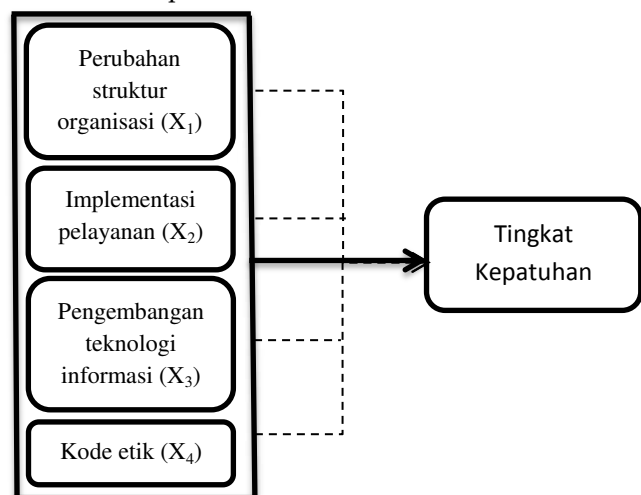 Perubahan
struktur
organisasi (X₁)
Implementasi
pelayanan (X₂)
Pengembangan
teknologi
informasi (X₃)
Kode etik (X₄)
Tingkat
Kepatuhan